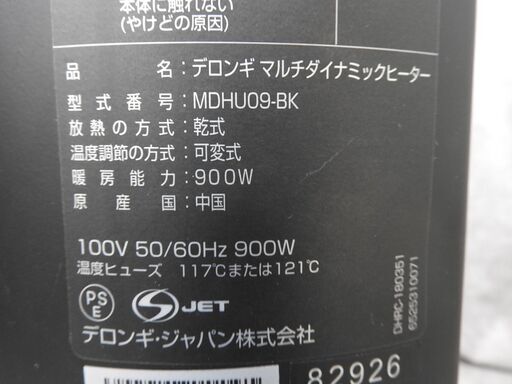 本体に触れない
(やけどの原因)
品 名：デロンギ マルチダイナミックヒーター
型式番号：MDHU09-BK
放熱の方式：乾式
温度調節の方式：可変式
暖房能力：900W
原産国：中国
100V 50/60Hz 900W
温度ヒューズ 117℃または121℃
PS
E
S JET
デロンギ・ジャパン株式会社
DHRC-180351
6525310071
82926